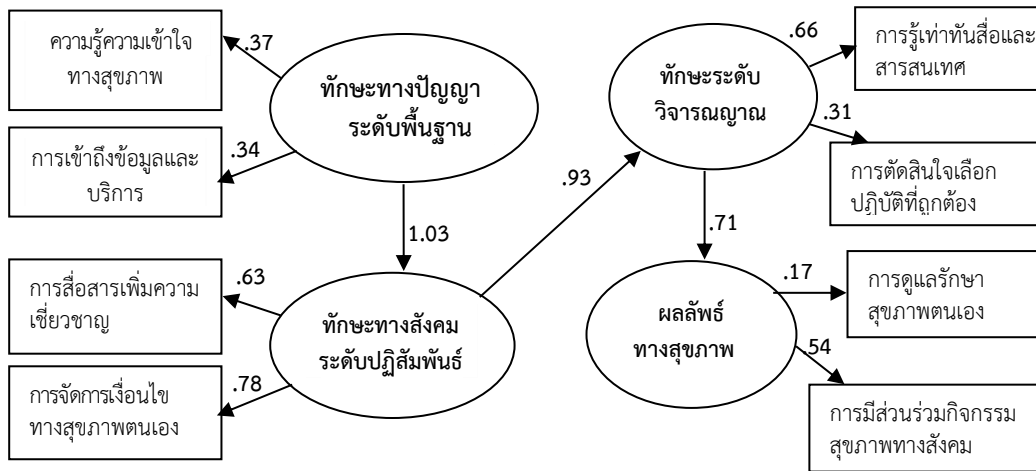 ความรู้ความเข้าใจ
ทางสุขภาพ
.37
ทักษะทางปัญญา
ระดับพื้นฐาน
.34
การเข้าถึงข้อมูลและ
บริการ
1.03
การสื่อสารเพิ่มความ
เชี่ยวชาญ
.63
ทักษะทางสังคม
ระดับปฏิสัมพันธ์
.78
การจัดการเงื่อนไข
ทางสุขภาพตนเอง
.93
ทักษะระดับ
วิจารณญาณ
.66
การรู้เท่าทันสื่อและ
สารสนเทศ
.31
การตัดสินใจเลือก
ปฏิบัติที่ถูกต้อง
.71
ผลลัพธ์
ทางสุขภาพ
.17
การดูแลรักษา
สุขภาพตนเอง
.54
การมีส่วนร่วมกิจกรรม
สุขภาพทางสังคม